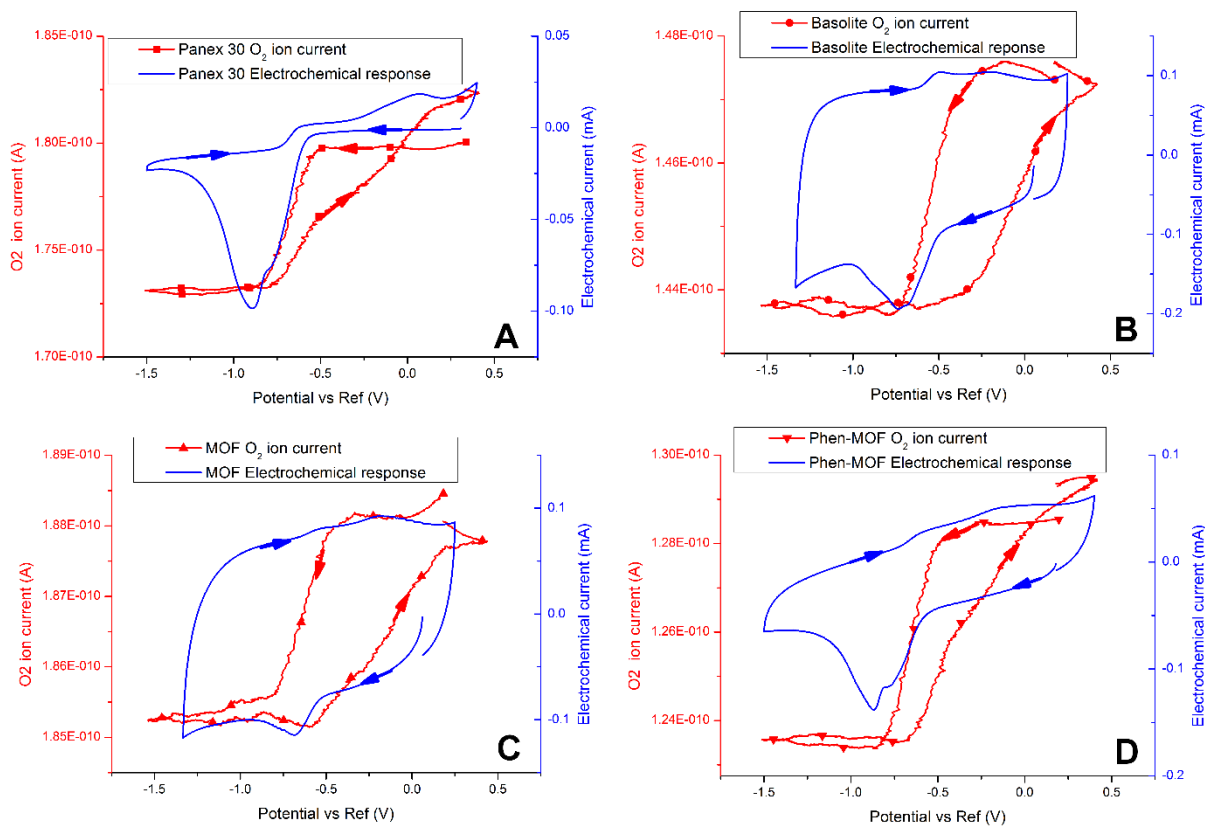 Panex 30 O2 ion current
Panex 30 Electrochemical reponse
1.85E-010
1.80E-010
1.75E-010
1.70E-010
O2 ion current (A)
0.05
0.00
-0.05
-0.10
Electrochemical current (mA)
A
-1.5 -1.0 -0.5 0.0 0.5
Potential vs Ref (V)
Basolite O2 ion current
Basolite Electrochemical reponse
1.48E-010
1.46E-010
1.44E-010
O2 ion current (A)
0.1
0.0
-0.1
-0.2
Electrochemical current (mA)
B
-1.5 -1.0 -0.5 0.0 0.5
Potential vs Ref (V)
MOF O2 ion current
MOF Electrochemical response
1.89E-010
1.88E-010
1.87E-010
1.86E-010
1.85E-010
O2 ion current (A)
0.1
0.0
-0.1
Electrochemical current (mA)
C
-1.5 -1.0 -0.5 0.0 0.5
Potential vs Ref (V)
Phen-MOF O2 ion current
Phen-MOF Electrochemical response
1.30E-010
1.28E-010
1.26E-010
1.24E-010
O2 ion current (A)
0.1
0.0
-0.1
-0.2
Electrochemical current (mA)
D
-1.5 -1.0 -0.5 0.0 0.5
Potential vs Ref (V)